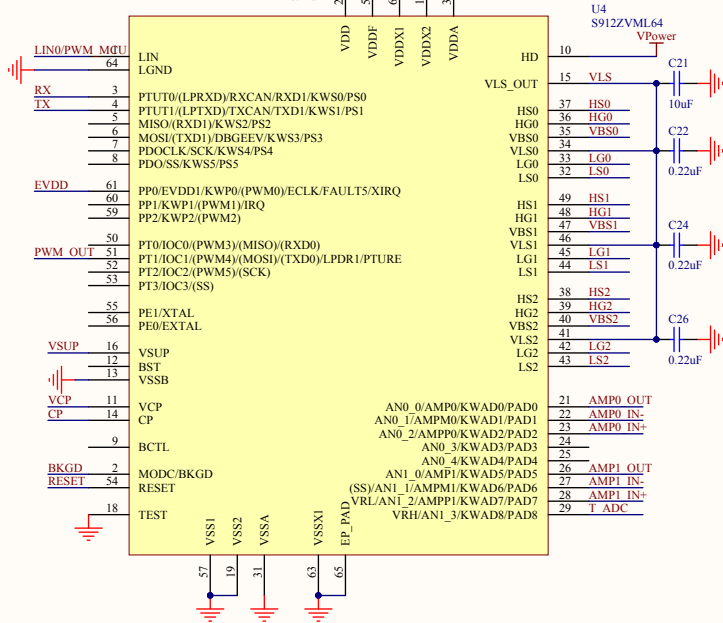 U4
S912ZVML64
VDD
VDDF
VDDX1
VDDX2
VDDA
LIN0/PWM_MCU
LIN
64
LGND
RX
3
PTUT0/(LPRXD)/RXCAN/RXD1/KWS0/PS0
TX
4
PTUT1/(LPTXD)/TXCAN/TXD1/KWS1/PS1
5
MISO/(RXD1)/KWS2/PS2
6
MOSI/(TXD1)/DBGEEV/KWS3/PS3
7
PDOCLK/SCK/KWS4/PS4
8
PDO/SS/KWS5/PS5
EVDD
61
PP0/EVDD1/KWP0/(PWM0)/ECLK/FAULT5/XIRQ
60
PP1/KWP1/(PWM1)/IRQ
59
PP2/KWP2/(PWM2)
50
PT0/IOC0/(PWM3)/(MISO)/(RXD0)
PWM_OUT
51
PT1/IOC1/(PWM4)/(MOSI)/(TXD0)/LPDR1/PTURE
52
PT2/IOC2/(PWM5)/(SCK)
53
PT3/IOC3/(SS)
55
PE1/XTAL
56
PE0/EXTAL
VSUP
16
VSUP
12
BST
13
VSSB
VCP
11
VCP
CP
14
CP
9
BCTL
BKGD
2
MODC/BKGD
RESET
54
RESET
18
TEST
HD
10
VPower
VLS_OUT
15
VLS
C21
10uF
HS0
37
HS0
HG0
36
HG0
VBS0
35
VBS0
VLS0
34
C22
0.22uF
LG0
33
LG0
LS0
32
LS0
HS1
49
HS1
HG1
48
HG1
VBS1
47
VBS1
VLS1
46
C24
0.22uF
LG1
45
LG1
LS1
44
LS1
HS2
38
HS2
HG2
39
HG2
VBS2
40
VBS2
VLS2
41
C26
0.22uF
LG2
42
LG2
LS2
43
LS2
AN0_0/AMP0/KWAD0/PAD0
21
AMP0_OUT
AN0_1/AMPM0/KWAD1/PAD1
22
AMP0_IN-
AN0_2/AMPP0/KWAD2/PAD2
23
AMP0_IN+
AN0_3/KWAD3/PAD3
24
AN0_4/KWAD4/PAD4
25
AN1_0/AMP1/KWAD5/PAD5
26
AMP1_OUT
(SS)/AN1_1/AMPM1/KWAD6/PAD6
27
AMP1_IN-
VRL/AN1_2/AMPP1/KWAD7/PAD7
28
AMP1_IN+
VRH/AN1_3/KWAD8/PAD8
29
T_ADC
VSS1
VSS2
VSSA
VSSX1
EP_PAD
57
19
31
63
65